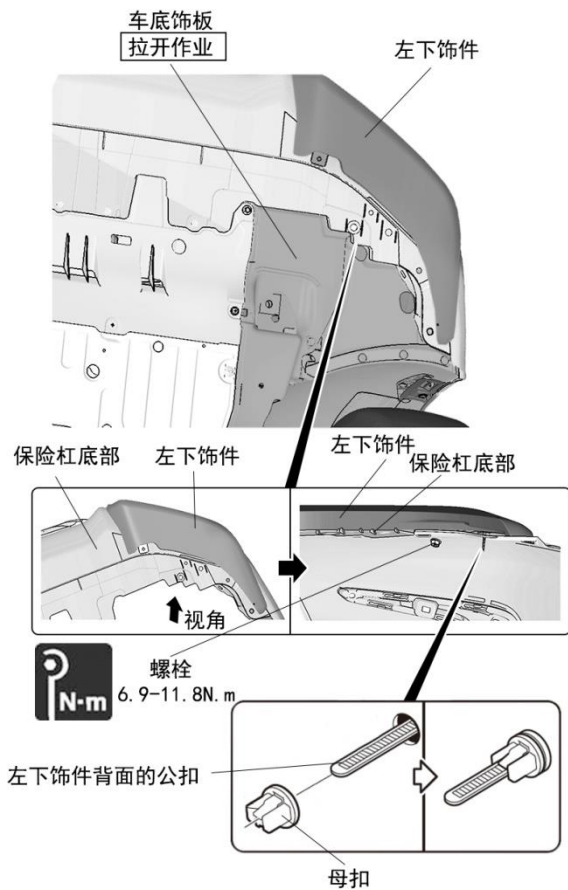 车底饰板
拉开作业
左下饰件
保险杠底部
左下饰件
左下饰件
保险杠底部
视角
N-m
螺栓
6.9-11.8N.m
左下饰件背面的公扣
母扣